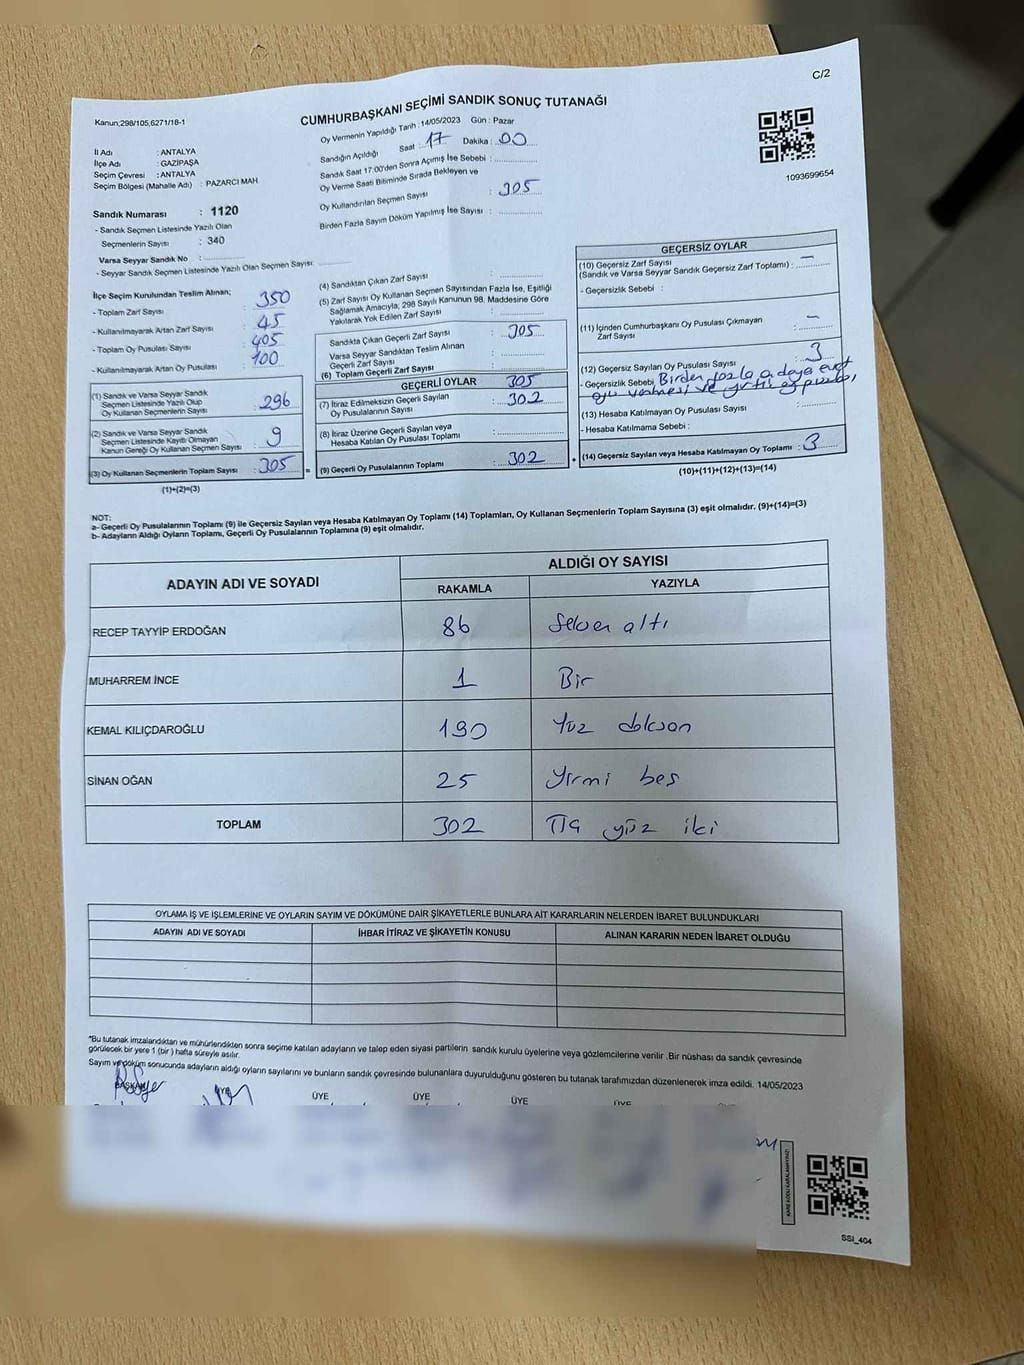 C/2
Kanun;298/105,6271/18-1
CUMHURBAŞKANI SEÇİMİ SANDIK SONUÇ TUTANAĞI
1093699654
İl Adı : ANTALYA
İlçe Adı : GAZİPAŞA
Seçim Çevresi : ANTALYA
Seçim Bölgesi (Mahalle Adı) : PAZARCI MAH
Sandık Numarası : 1120
- Sandık Seçmen Listesinde Yazılı Olan
Seçmenlerin Sayısı : 340
Varsa Seyyar Sandık No :
- Seyyar Sandık Seçmen Listesinde Yazılı Olan Seçmen Sayısı
Oy Vermenin Yapıldığı Tarih : 14/05/2023 Gün : Pazar
Sandığın Açıldığı Saat : 17 Dakika : 00
Sandık Saat 17:00'den Sonra Açımış İse Sebebi :
Oy Verme Saati Bitiminde Sırada Bekleyen ve
Oy Kullandırılan Seçmen Sayısı : 305
Birden Fazla Sayım Döküm Yapılmış İse Sayısı :
İlçe Seçim Kurulundan Teslim Alınan;
- Toplam Zarf Sayısı : 350
- Kullanılmayarak Artan Zarf Sayısı : 45
- Toplam Oy Pusulası Sayısı : 405
- Kullanılmayarak Artan Oy Pusulası : 100
(1) Sandık ve Varsa Seyyar Sandık
Seçmen Listesinde Yazılı Olup
Oy Kullanan Seçmenlerin Sayısı : 296
(2) Sandık ve Varsa Seyyar Sandık
Seçmen Listesinde Kayıtlı Olmayan
Kanun Gereği Oy Kullanan Seçmen Sayısı : 9
(3) Oy Kullanan Seçmenlerin Toplam Sayısı : 305 =
(1)+(2)=(3)
(4) Sandıktan Çıkan Zarf Sayısı :
(5) Zarf Sayısı Oy Kullanan Seçmen Sayısından Fazla İse, Eşitliği
Sağlamak Amacıyla, 298 Sayılı Kanunun 98. Maddesine Göre
Yakılarak Yok Edilen Zarf Sayısı :
Sandıkta Çıkan Geçerli Zarf Sayısı : 305
Varsa Seyyar Sandıktan Teslim Alınan
Geçerli Zarf Sayısı :
(6) Toplam Geçerli Zarf Sayısı :
GEÇERLİ OYLAR 305
(7) İtiraz Edilmeksizin Geçerli Sayılan
Oy Pusulalarının Sayısı : 302
(8) İtiraz Üzerine Geçerli Sayılan veya
Hesaba Katılan Oy Pusulası Toplamı :
(9) Geçerli Oy Pusulalarının Toplamı : 302 +
GEÇERSİZ OYLAR
(10) Geçersiz Zarf Sayısı
(Sandık ve Varsa Seyyar Sandık Geçersiz Zarf Toplamı) : -
- Geçersizlik Sebebi :
(11) İçinden Cumhurbaşkanı Oy Pusulası Çıkmayan
Zarf Sayısı : -
(12) Geçersiz Sayılan Oy Pusulası Sayısı : 3
- Geçersizlik Sebebi Birden fazla adaya evet
oyu verilmesi ve yırtık oy pusulası,
(13) Hesaba Katılmayan Oy Pusulası Sayısı :
- Hesaba Katılmama Sebebi :
(14) Geçersiz Sayılan veya Hesaba Katılmayan Oy Toplamı : 3
(10)+(11)+(12)+(13)=(14)
NOT:
a- Geçerli Oy Pusulalarının Toplamı (9) ile Geçersiz Sayılan veya Hesaba Katılmayan Oy Toplamı (14) Toplamları, Oy Kullanan Seçmenlerin Toplam Sayısına (3) eşit olmalıdır. (9)+(14)=(3)
b- Adayların Aldığı Oyların Toplamı, Geçerli Oy Pusulalarının Toplamına (9) eşit olmalıdır.
ADAYIN ADI VE SOYADI ALDIĞI OY SAYISI
RAKAMLA YAZIYLA
RECEP TAYYİP ERDOĞAN 86 Seksen altı
MUHARREM İNCE 1 Bir
KEMAL KILIÇDAROĞLU 190 Yüz doksan
SİNAN OĞAN 25 Yirmi beş
TOPLAM 302 Üç yüz iki
OYLAMA İŞ VE İŞLEMLERİNE VE OYLARIN SAYIM VE DÖKÜMÜNE DAİR ŞİKAYETLERLE BUNLARA AİT KARARLARIN NELERDEN İBARET BULUNDUKLARI
ADAYIN ADI VE SOYADI İHBAR İTİRAZ VE ŞİKAYETİN KONUSU ALINAN KARARIN NEDEN İBARET OLDUĞU
*Bu tutanak imzalandıktan ve mühürlendikten sonra seçime katılan adayların ve talep eden siyasi partilerin sandık kurulu üyelerine veya gözlemcilerine verilir. Bir nüshası da sandık çevresinde
görülecek bir yere 1 (bir) hafta süreyle asılır.
Sayım ve döküm sonucunda adayların aldığı oyların sayılarını ve bunların sandık çevresinde bulunanlara duyurulduğunu gösteren bu tutanak tarafımızdan düzenlenerek imza edildi. 14/05/2023
BAŞKAN ÜYE ÜYE ÜYE ÜYE ÜYE
KARE KODU KARALAMAYINIZ!
SSI_404